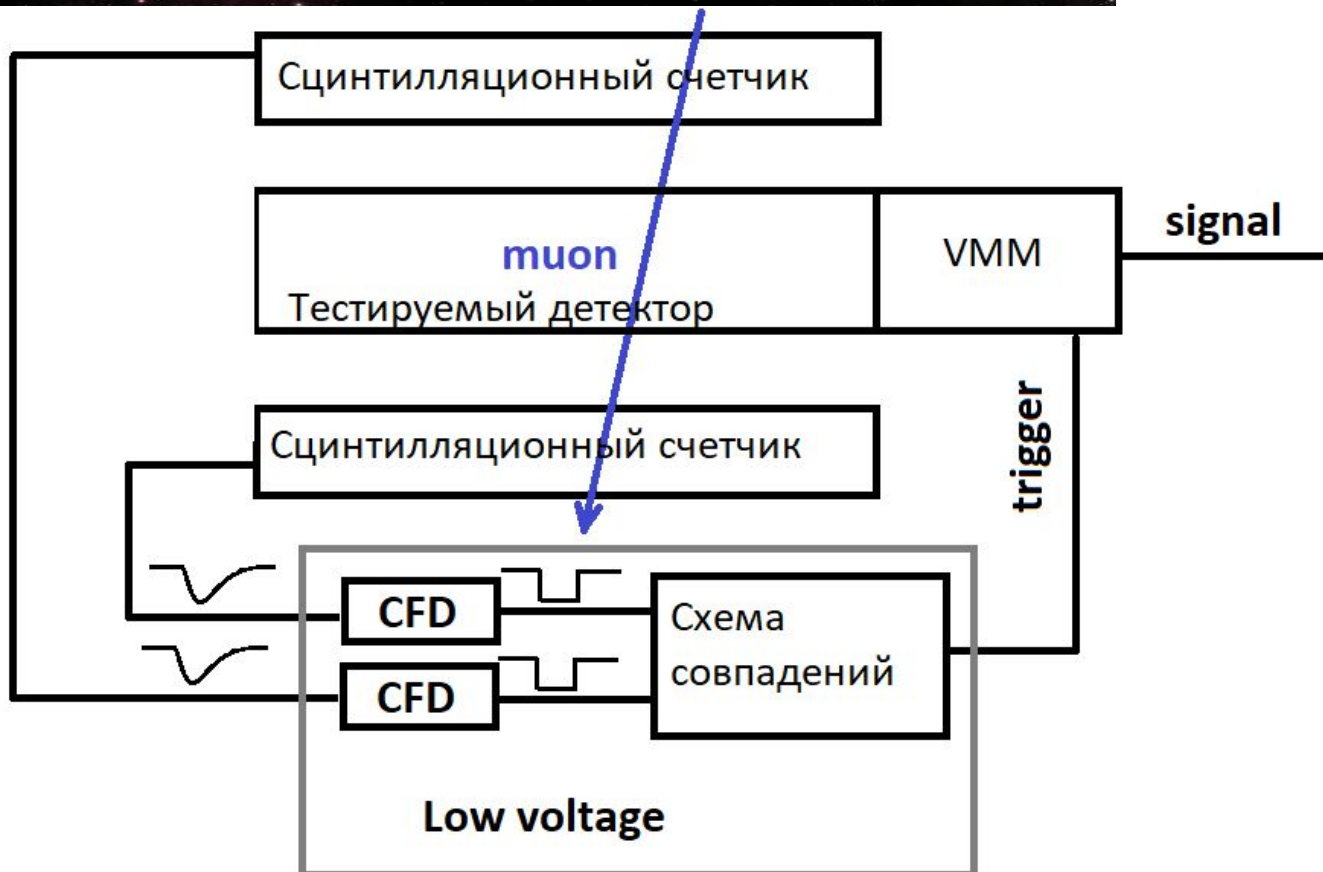 Сцинтилляционный счетчик
muon
Тестируемый детектор
VMM
signal
Сцинтилляционный счетчик
trigger
CFD
CFD
Схема
совпадений
Low voltage